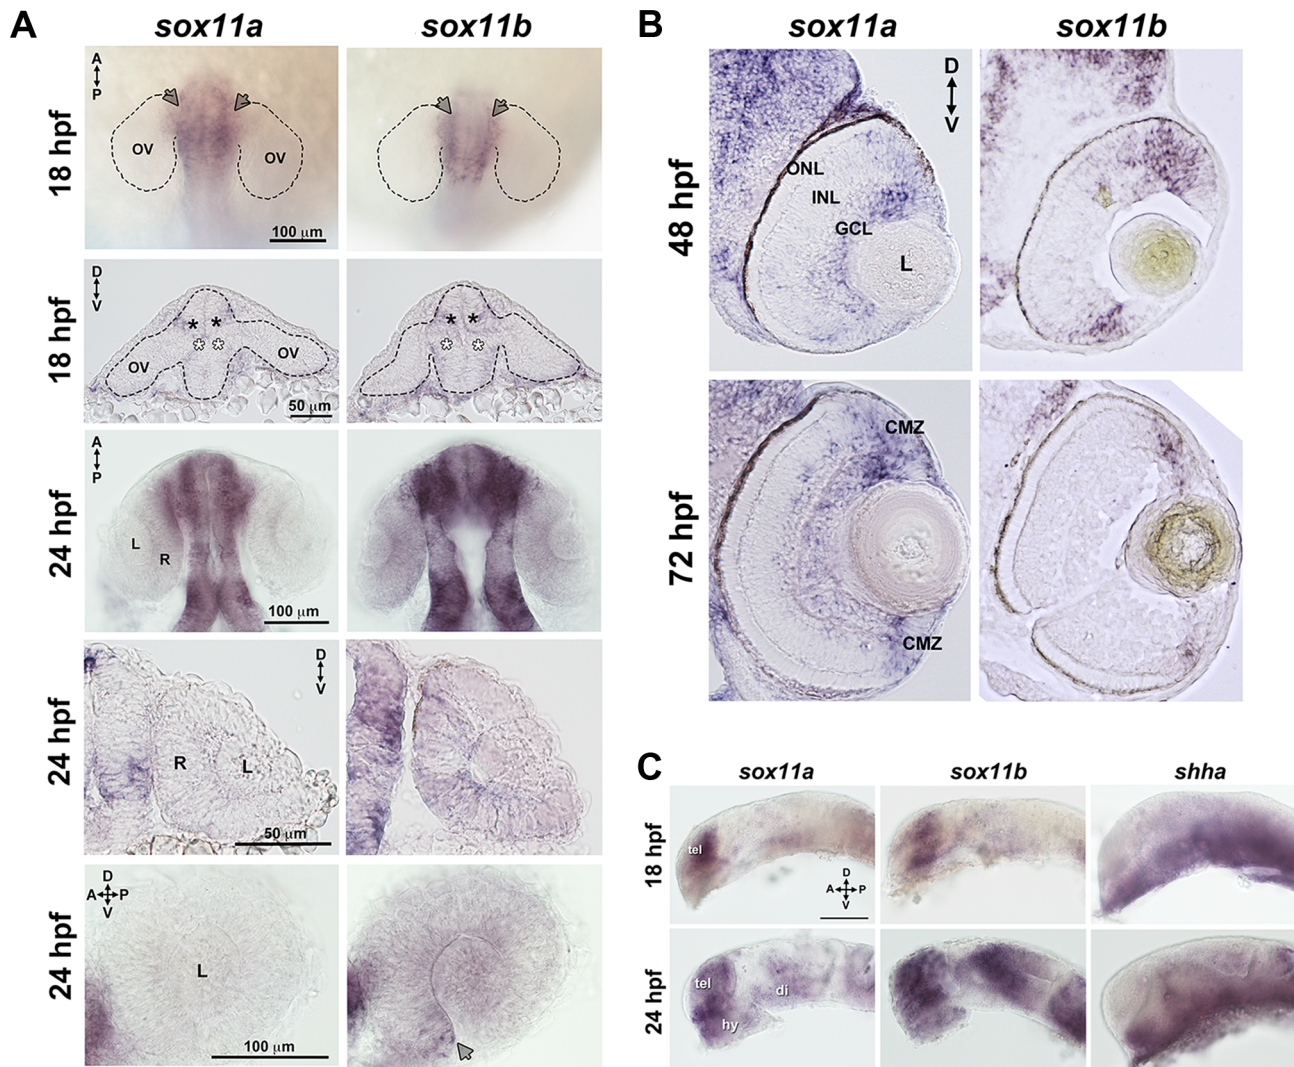 A
sox11a
sox11b
18 hpf
A
P
OV
OV
100 µm
18 hpf
D
V
*
*
*
*
OV
OV
50 µm
*
*
*
*
24 hpf
A
P
L
R
100 µm
24 hpf
D
V
R
L
50 µm
24 hpf
D
A
P
V
L
100 µm
B
sox11a
sox11b
48 hpf
D
V
ONL
INL
GCL
L
72 hpf
CMZ
CMZ
C
sox11a
sox11b
shha
18 hpf
tel
D
A
P
V
24 hpf
tel
di
hy